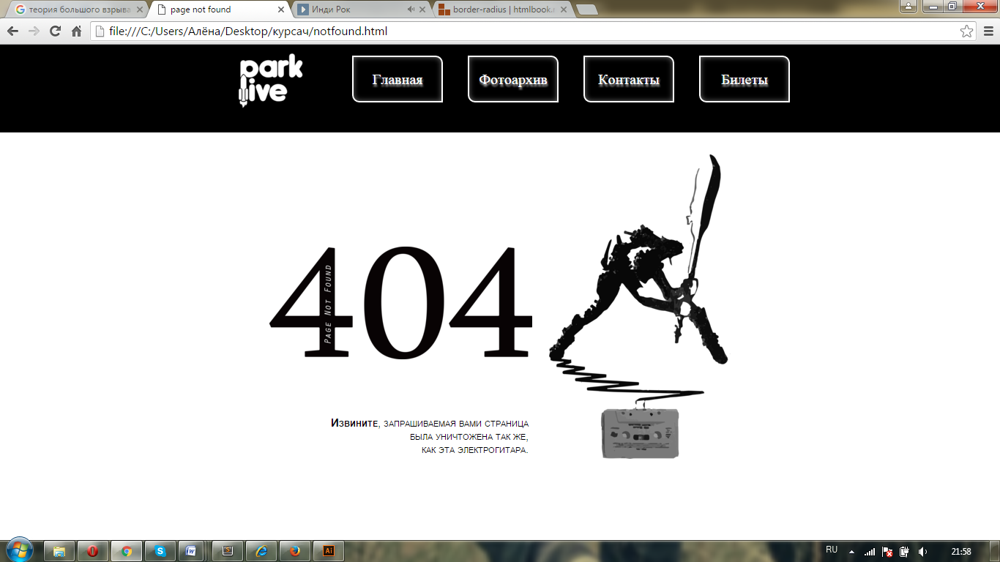 теория большого взрыва
page not found
Инди Рок
border-radius | htmlbook.
file:///C:/Users/Алёна/Desktop/курсач/notfound.html
park
live
Главная
Фотоархив
Контакты
Билеты
404
Page Not Found
Извините, запрашиваемая вами страница
была уничтожена так же,
как эта электрогитара.
RU
21:58